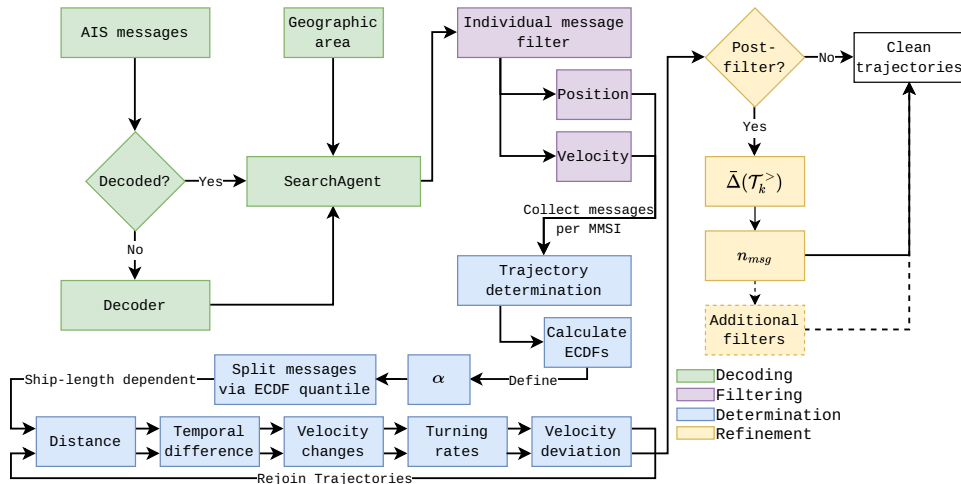 AIS messages
Geographic
area
Individual message
filter
Post-
filter?
No
Clean
trajectories
Position
Yes
Decoded?
Yes
SearchAgent
Velocity
Δ̄(𝒯ₖ^>)
Collect messages
per MMSI
No
n_msg
Decoder
Trajectory
determination
Additional
filters
Calculate
ECDFs
Ship-length dependent
Split messages
via ECDF quantile
α
Define
Decoding
Filtering
Determination
Refinement
Distance
Temporal
difference
Velocity
changes
Turning
rates
Velocity
deviation
Rejoin Trajectories